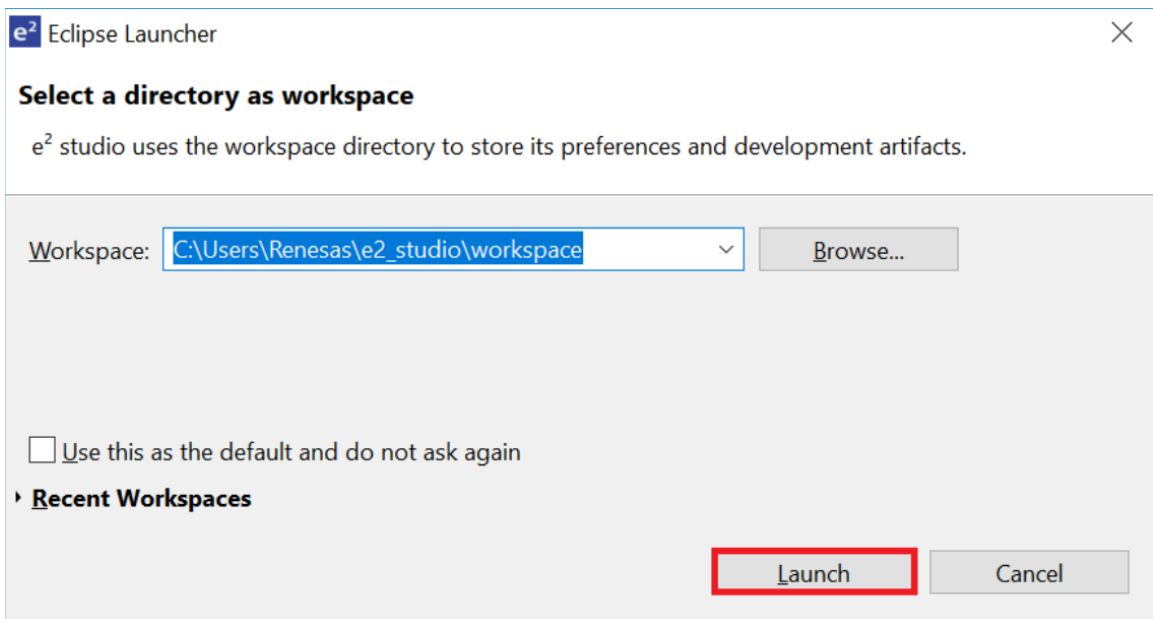 e² Eclipse Launcher
Select a directory as workspace
e² studio uses the workspace directory to store its preferences and development artifacts.
Workspace: C:\Users\Renesas\e2_studio\workspace Browse...
Use this as the default and do not ask again
Recent Workspaces
Launch Cancel